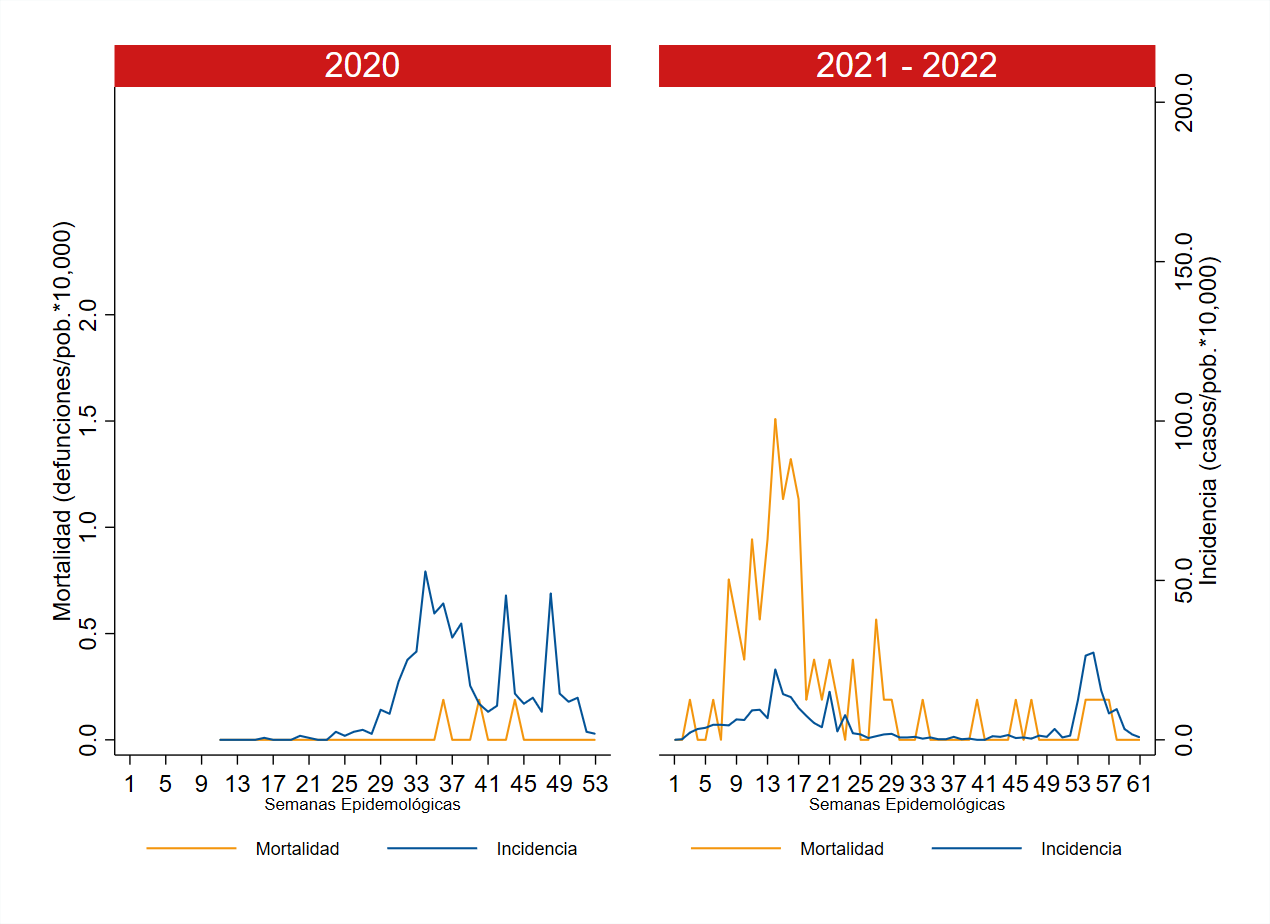 2020
2021 - 2022
Mortalidad (defunciones/pob.*10,000)
0.0 0.5 1.0 1.5 2.0
Incidencia (casos/pob.*10,000)
0.0 50.0 100.0 150.0 200.0
1 5 9 13 17 21 25 29 33 37 41 45 49 53
Semanas Epidemológicas
1 5 9 13 17 21 25 29 33 37 41 45 49 53 57 61
Semanas Epidemológicas
Mortalidad Incidencia
Mortalidad Incidencia